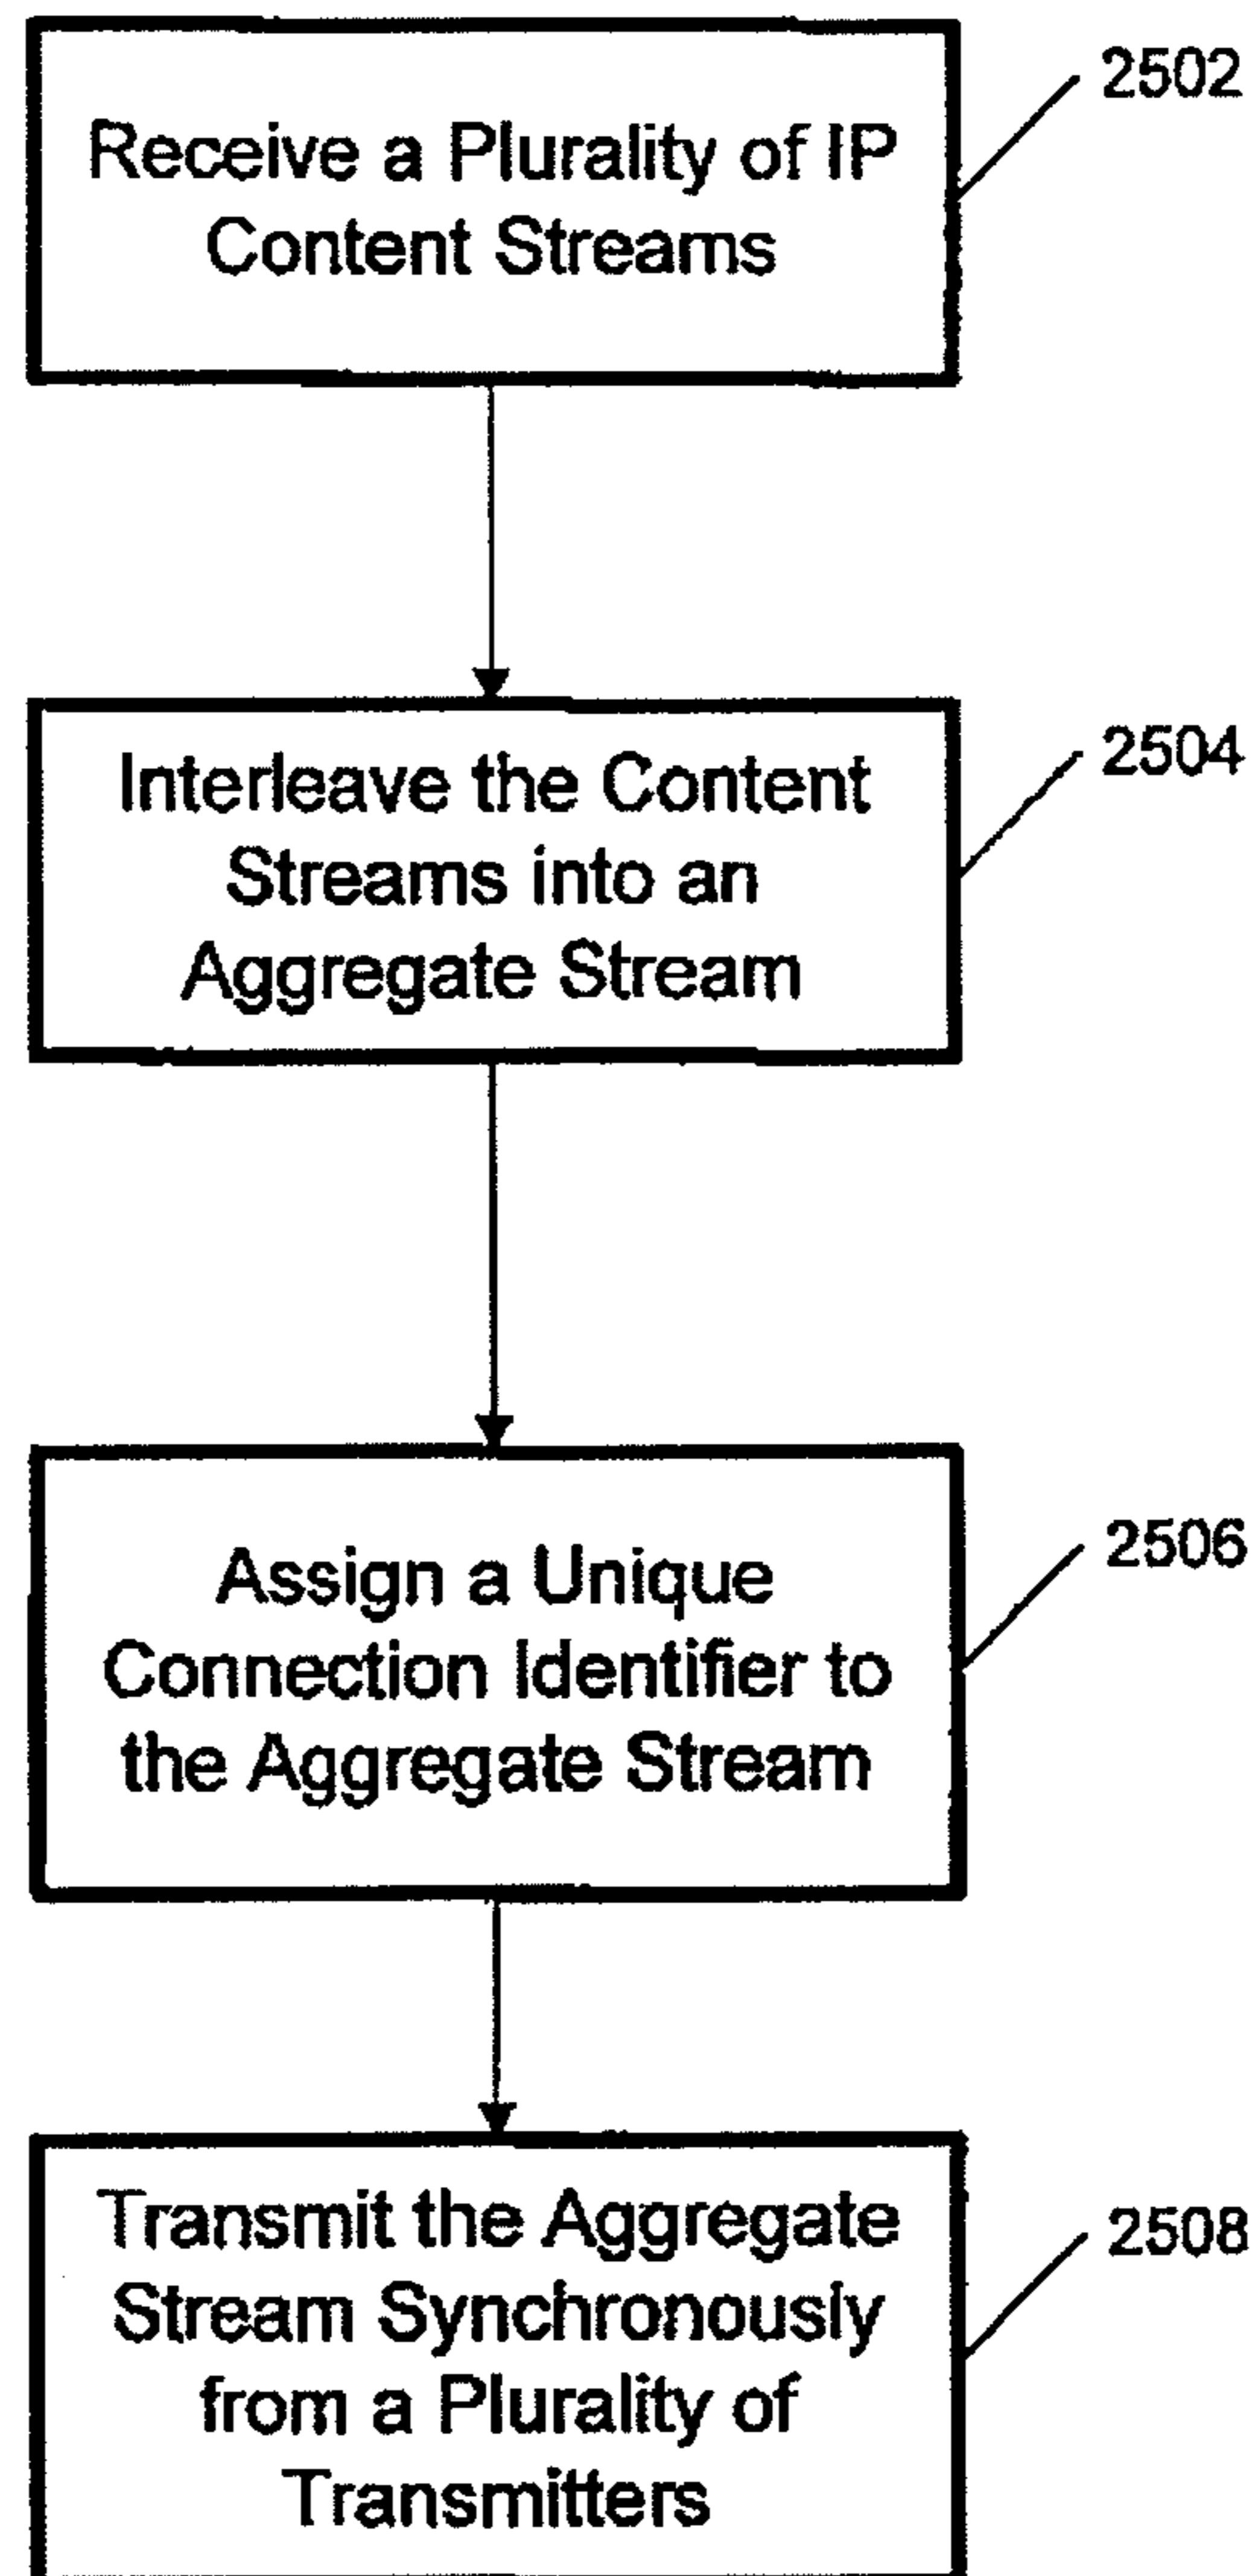 Receive a Plurality of IP
Content Streams
2502
Interleave the Content
Streams into an
Aggregate Stream
2504
Assign a Unique
Connection Identifier to
the Aggregate Stream
2506
Transmit the Aggregate
Stream Synchronously
from a Plurality of
Transmitters
2508